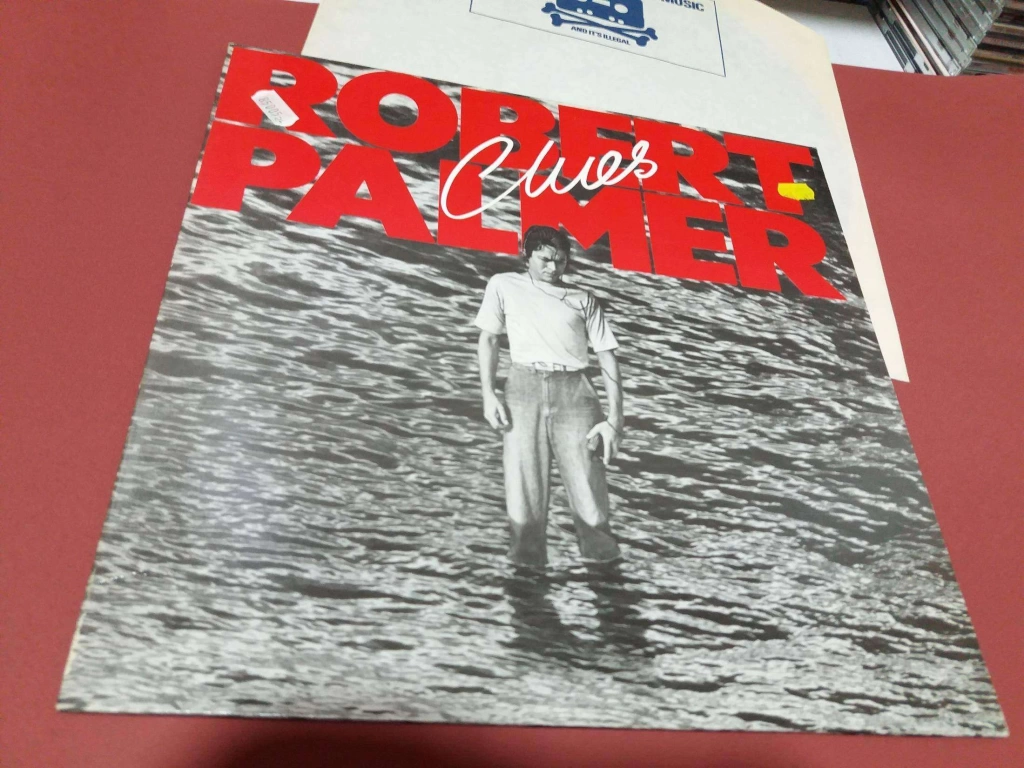 MUSIC
AND IT'S ILLEGAL
ROBERT
Clues
PALMER